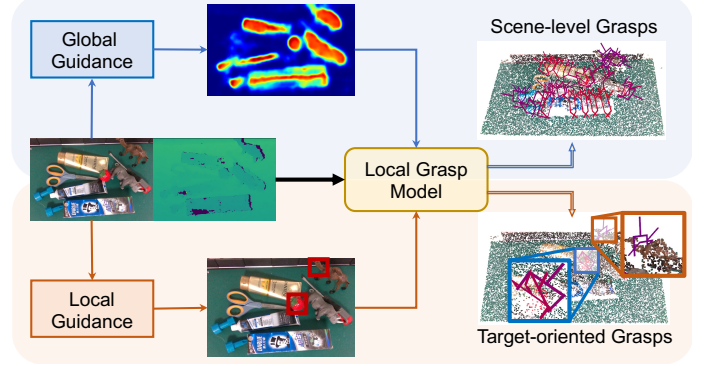 Global
Guidance
Scene-level Grasps
Local Grasp
Model
Local
Guidance
Target-oriented Grasps